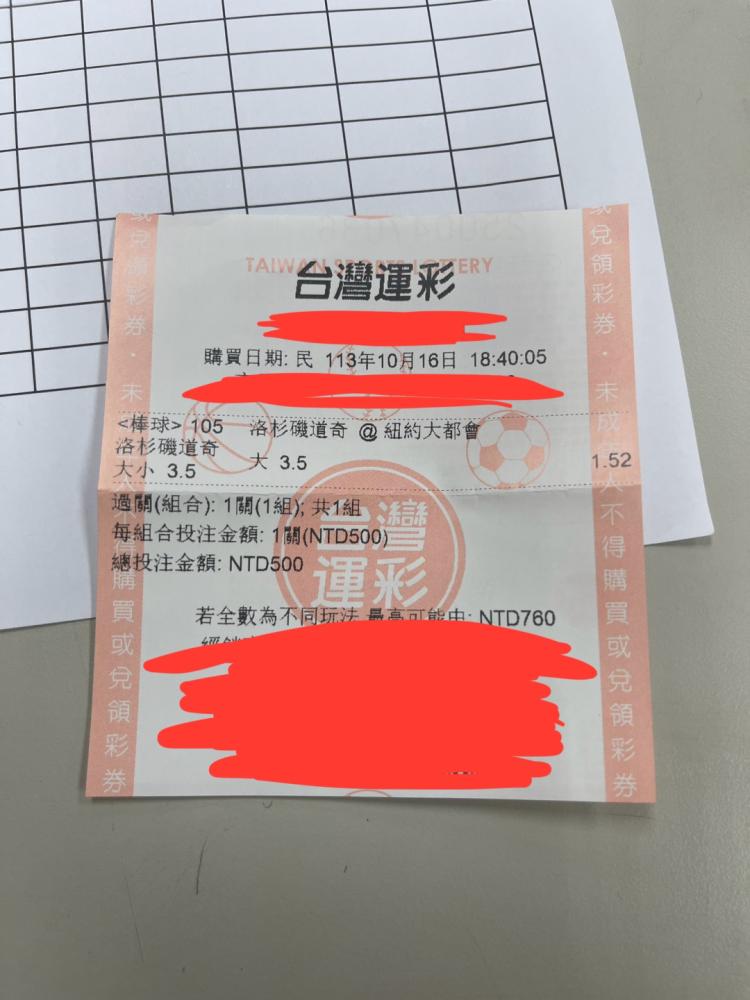 TAIWAN SPORTS LOTTERY
台灣運彩
購買日期: 民 113年10月16日 18:40:05
<棒球> 105 洛杉磯道奇 @ 紐約大都會
洛杉磯道奇
大小 3.5 大 3.5 1.52
過關(組合): 1關(1組); 共1組
每組合投注金額: 1關(NTD500)
總投注金額: NTD500
台灣
運彩
若全數為不同玩法 最高可能中: NTD760
或兌領彩券・未
得購買或兌領彩券
或兌領彩券・未成
人不得購買或兌領彩券